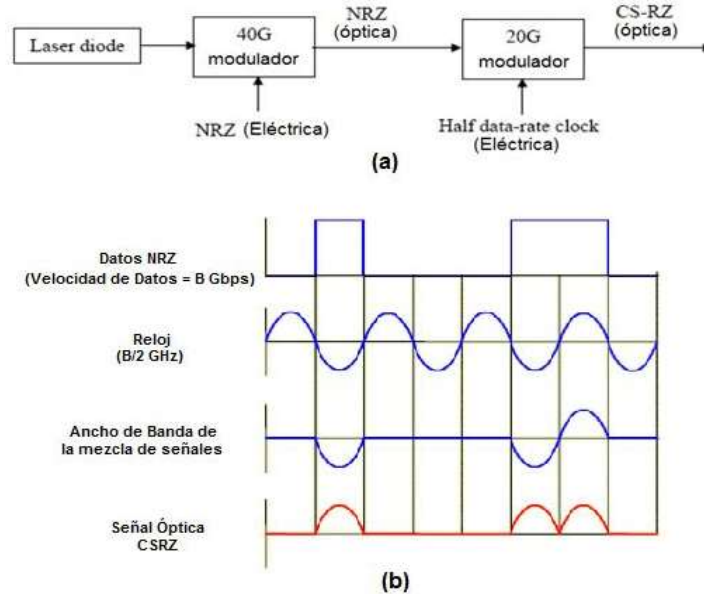 Laser diode
40G
modulador
NRZ
(óptica)
20G
modulador
CS-RZ
(óptica)
NRZ (Eléctrica)
Half data-rate clock
(Eléctrica)
(a)
Datos NRZ
(Velocidad de Datos = B Gbps)
Reloj
(B/2 GHz)
Ancho de Banda de
la mezcla de señales
Señal Óptica
CSRZ
(b)